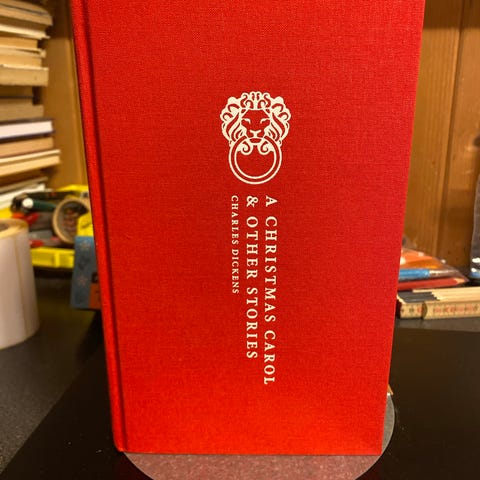 A CHRISTMAS CAROL
& OTHER STORIES
CHARLES DICKENS